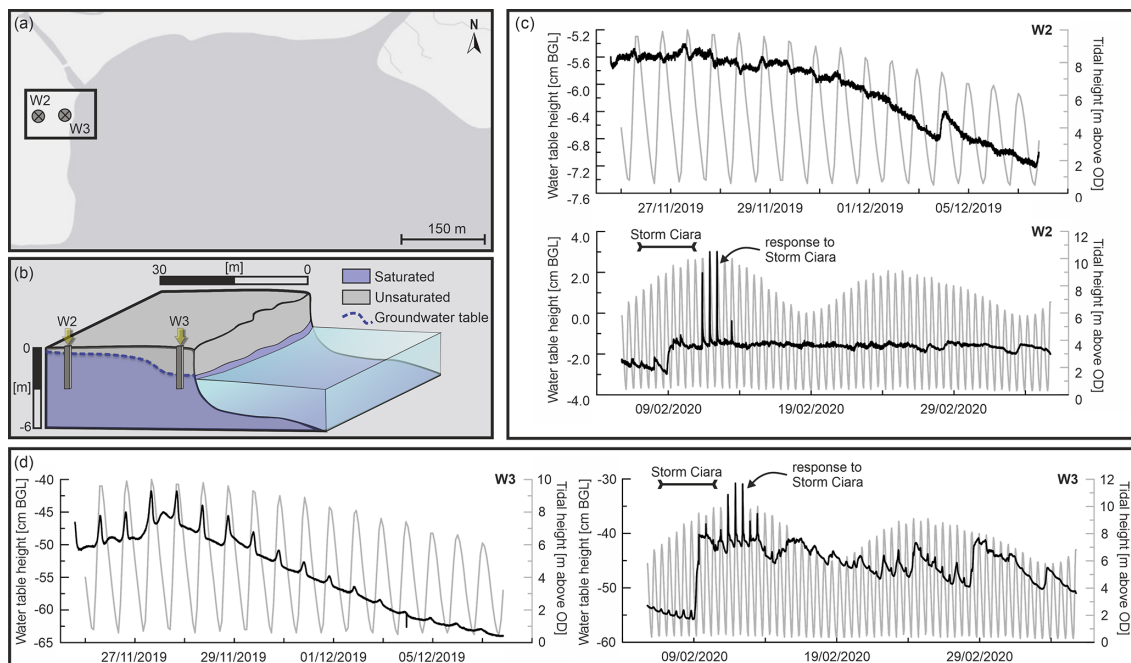 (a)
N
W2
W3
150 m
(b)
30 [m] 0
Saturated
Unsaturated
Groundwater table
W2
W3
0
[m]
-6
(c)
W2
Water table height [cm BGL]
-5.2
-5.6
-6.2
-6.4
-6.8
-7.2
-7.6
Tidal height [m above OD]
10
8
6
4
2
0
27/11/2019 29/11/2019 01/12/2019 05/12/2019
W2
Storm Ciara
response to
Storm Ciara
Water table height [cm BGL]
4.0
2.0
0.0
-2.0
-4.0
Tidal height [m above OD]
12
10
8
6
4
2
0
09/02/2020 19/02/2020 29/02/2020
(d)
W3
Water table height [cm BGL]
-40
-45
-50
-55
-60
-65
Tidal height [m above OD]
10
8
6
4
2
0
27/11/2019 29/11/2019 01/12/2019 05/12/2019
W3
Storm Ciara
response to
Storm Ciara
Water table height [cm BGL]
-30
-40
-50
-60
Tidal height [m above OD]
12
10
8
6
4
2
0
09/02/2020 19/02/2020 29/02/2020